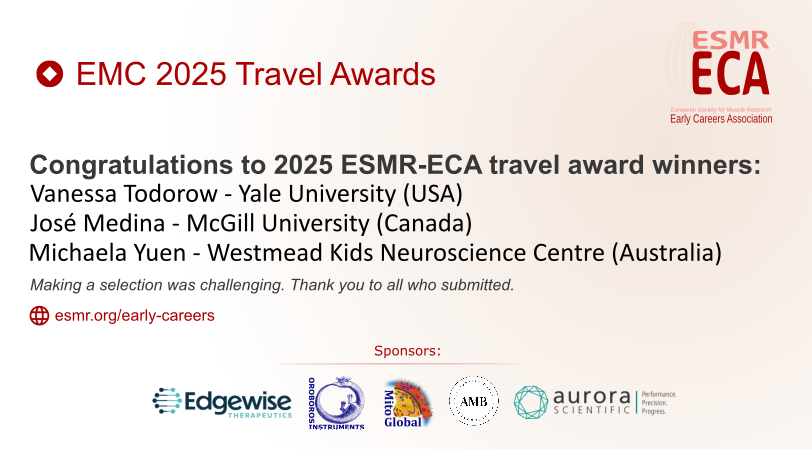 ESMR
ECA
European Society for Muscle Research
Early Careers Association
EMC 2025 Travel Awards
Congratulations to 2025 ESMR-ECA travel award winners:
Vanessa Todorow - Yale University (USA)
José Medina - McGill University (Canada)
Michaela Yuen - Westmead Kids Neuroscience Centre (Australia)
Making a selection was challenging. Thank you to all who submitted.
esmr.org/early-careers
Sponsors:
Edgewise
THERAPEUTICS
OROBOROS
INSTRUMENTS
Mito
Global
AMB
aurora
SCIENTIFIC
Performance.
Precision.
Progress.